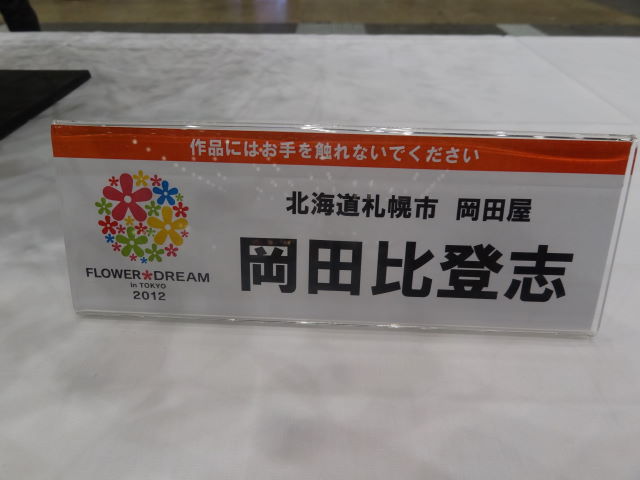 作品にはお手を触れないでください
北海道札幌市 岡田屋
岡田比登志
FLOWER*DREAM
in TOKYO
2012